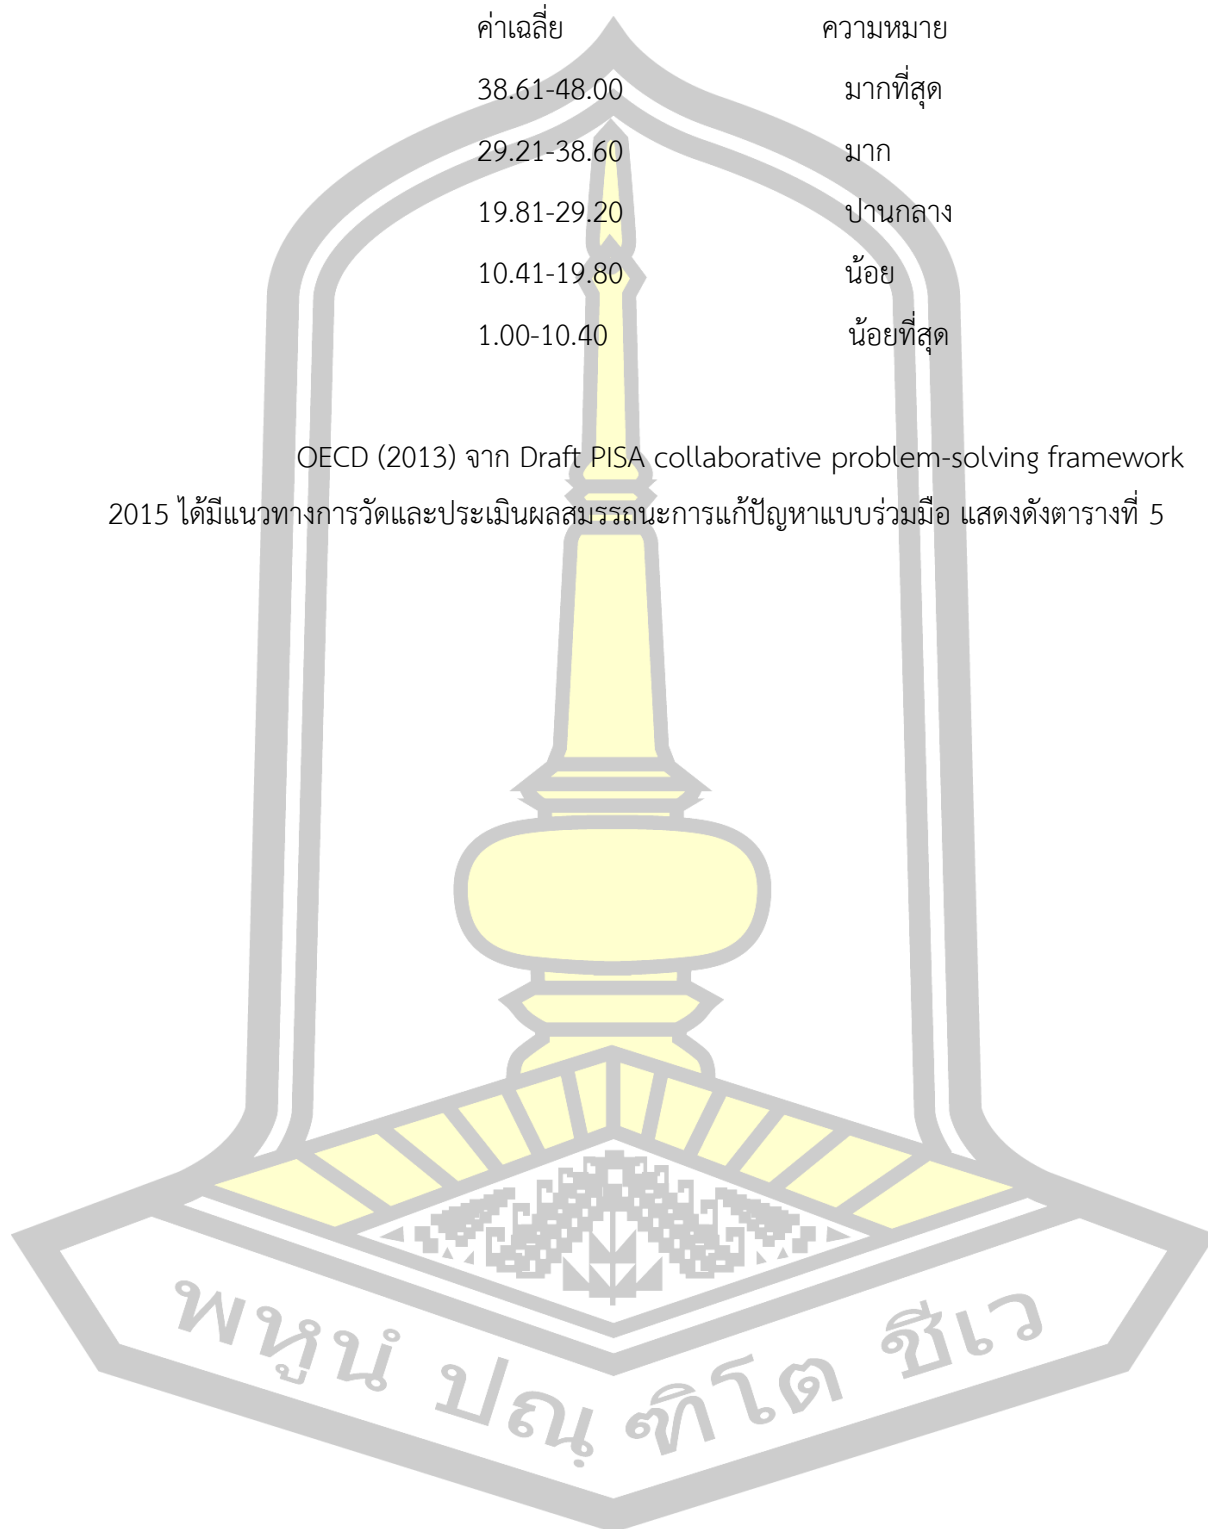 ค่าเฉลี่ย ความหมาย
38.61-48.00 มากที่สุด
29.21-38.60 มาก
19.81-29.20 ปานกลาง
10.41-19.80 น้อย
1.00-10.40 น้อยที่สุด
OECD (2013) จาก Draft PISA collaborative problem-solving framework
2015 ได้มีแนวทางการวัดและประเมินผลสมรรถนะการแก้ปัญหาแบบร่วมมือ แสดงดังตารางที่ 5
พหูนํ ปณฺฑิโต ชีเว